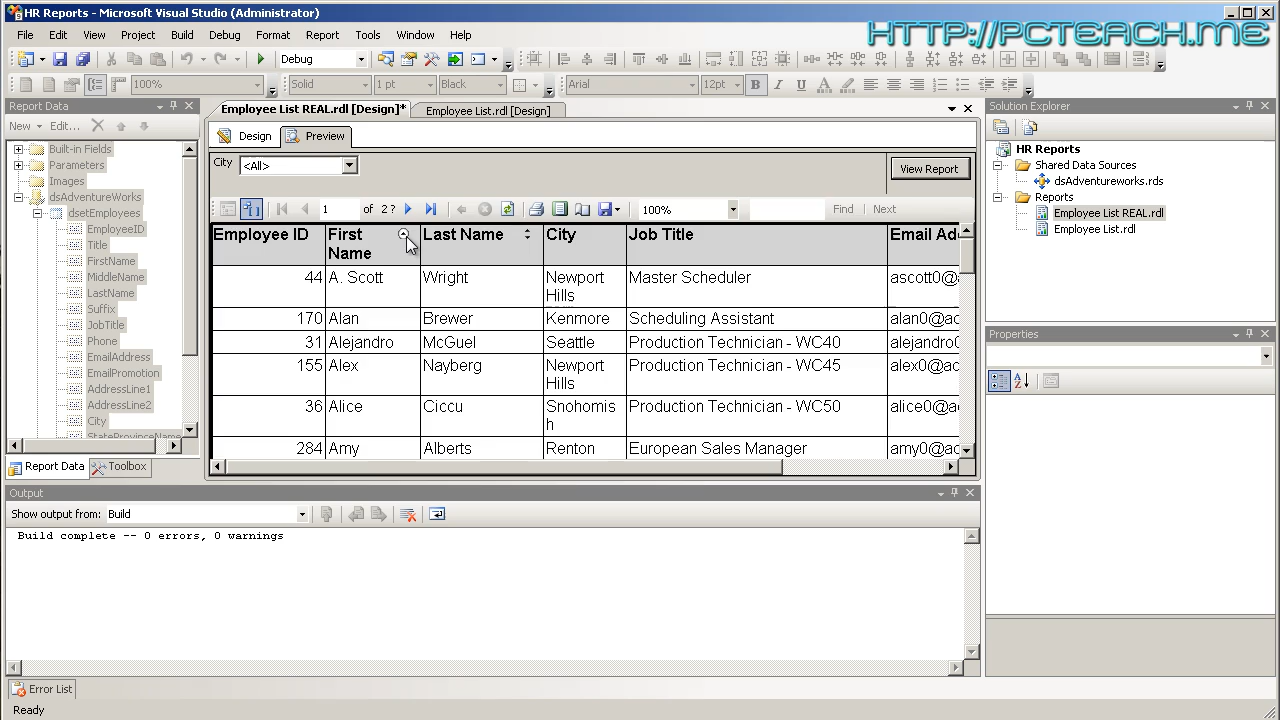 HR Reports - Microsoft Visual Studio (Administrator)
HTTP://PCTEACH.ME
File Edit View Project Build Format Report Window Help
Debug
100% Solid 1 pt Black Arial 12pt B I U A
Report Data
New Edit...
Built-in Fields
Parameters
Images
dsAdventureWorks
dsetEmployees
EmployeeID
Title
FirstName
MiddleName
LastName
Suffix
JobTitle
Phone
EmailAddress
EmailPromotion
AddressLine1
AddressLine2
City
StateProvinceName
Report Data Toolbox
Employee List REAL.rdl [Design]* Employee List.rdl [Design]
Design Preview
City <All> View Report
1 of 2 ? 100% Find Next
Employee ID First Name Last Name City Job Title Email Ad
44 A. Scott Wright Newport Hills Master Scheduler ascott0@
170 Alan Brewer Kenmore Scheduling Assistant alan0@
McGuel Seattle Production Technician - WC40 alejandro
155 Alex Nayberg Newport Hills Production Technician - WC45 alex0@
36 Alice Ciccu Snohomis
h Production Technician - WC50 alice0@
284 Amy Alberts Renton European Sales Manager amy0@
Solution Explorer
HR Reports
Shared Data Sources
dsAdventureworks.rds
Reports
Employee List REAL.rdl
Employee List.rdl
Properties
Output
Show output from: Build
Build complete -- 0 errors, 0 warnings
Error List
Ready